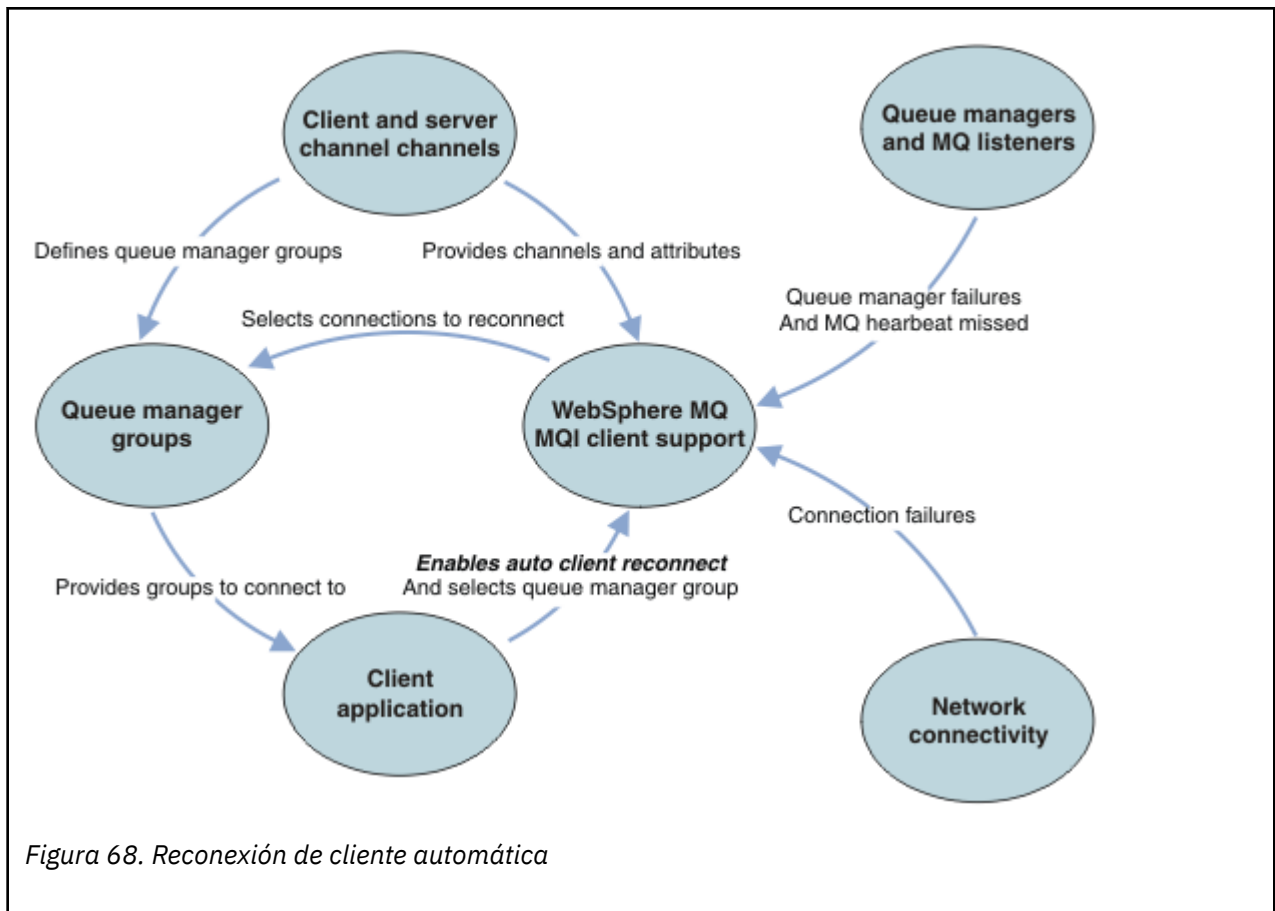 Client and server
channel channels
Queue managers
and MQ listeners
Defines queue manager groups
Provides channels and attributes
Queue manager failures
And MQ hearbeat missed
Selects connections to reconnect
Queue manager
groups
WebSphere MQ
MQI client support
Connection failures
Enables auto client reconnect
And selects queue manager group
Provides groups to connect to
Client
application
Network
connectivity
Figura 68. Reconexión de cliente automática